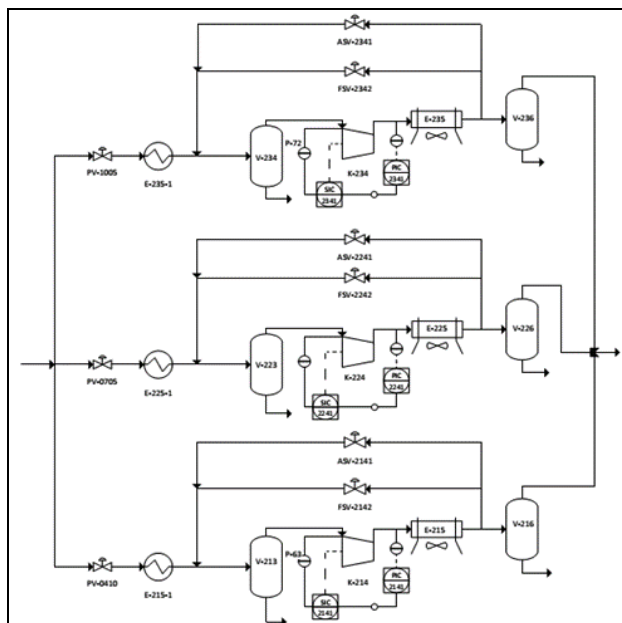 ASV-2341
FSV-2342
E-235
V-236
P-72
V-234
PIC
2341
K-234
SIC
2341
PV-1005
E-235-1
ASV-2241
FSV-2242
E-225
V-226
V-223
PIC
2241
K-224
SIC
2241
PV-0705
E-225-1
ASV-2141
FSV-2142
E-215
V-216
P-63
V-213
PIC
2141
K-214
SIC
2141
PV-0410
E-215-1